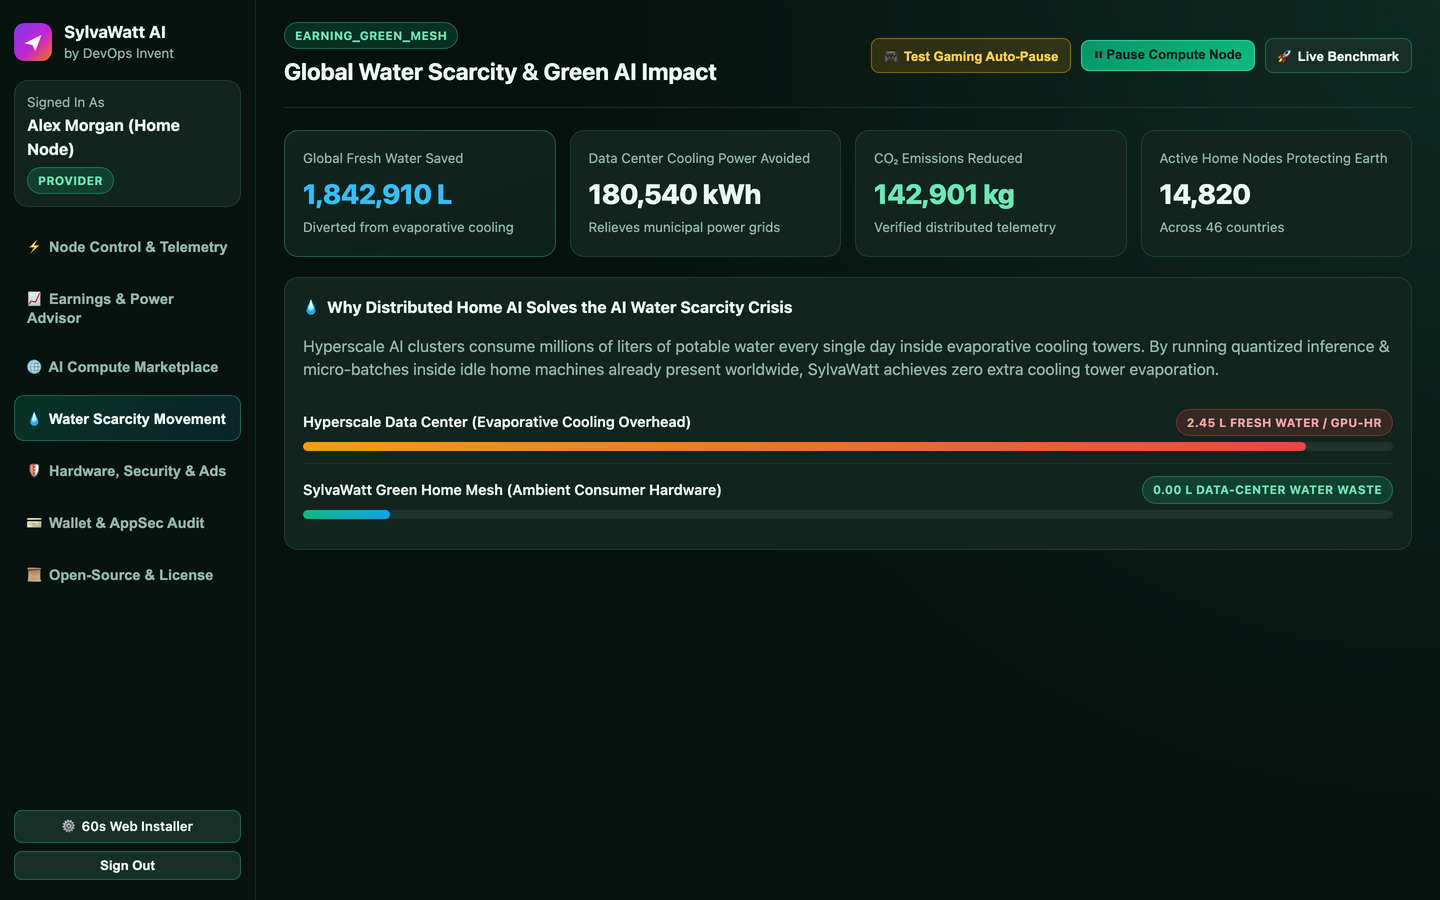 SylvaWatt AI
by DevOps Invent
Signed In As
Alex Morgan (Home
Node)
PROVIDER
Node Control & Telemetry
Earnings & Power
Advisor
AI Compute Marketplace
Water Scarcity Movement
Hardware, Security & Ads
Wallet & AppSec Audit
Open-Source & License
60s Web Installer
Sign Out
EARNING_GREEN_MESH
Global Water Scarcity & Green AI Impact
Test Gaming Auto-Pause
Pause Compute Node
Live Benchmark
Global Fresh Water Saved
1,842,910 L
Diverted from evaporative cooling
Data Center Cooling Power Avoided
180,540 kWh
Relieves municipal power grids
CO₂ Emissions Reduced
142,901 kg
Verified distributed telemetry
Active Home Nodes Protecting Earth
14,820
Across 46 countries
Why Distributed Home AI Solves the AI Water Scarcity Crisis
Hyperscale AI clusters consume millions of liters of potable water every single day inside evaporative cooling towers. By running quantized inference &
micro-batches inside idle home machines already present worldwide, SylvaWatt achieves zero extra cooling tower evaporation.
Hyperscale Data Center (Evaporative Cooling Overhead)
2.45 L FRESH WATER / GPU-HR
SylvaWatt Green Home Mesh (Ambient Consumer Hardware)
0.00 L DATA-CENTER WATER WASTE